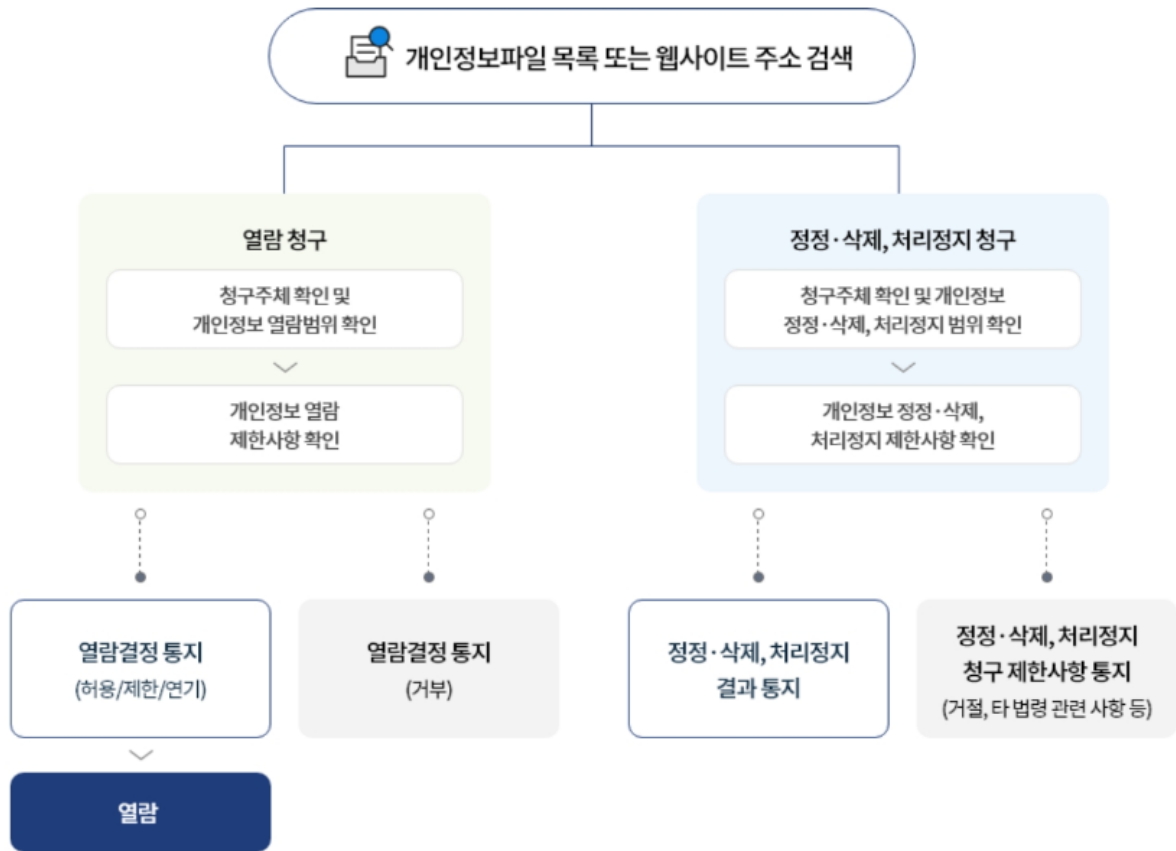 개인정보파일 목록 또는 웹사이트 주소 검색
열람 청구
청구주체 확인 및
개인정보 열람범위 확인
개인정보 열람
제한사항 확인
정정·삭제, 처리정지 청구
청구주체 확인 및 개인정보
정정·삭제, 처리정지 범위 확인
개인정보 정정·삭제,
처리정지 제한사항 확인
열람결정 통지
(허용/제한/연기)
열람
열람결정 통지
(거부)
정정·삭제, 처리정지
결과 통지
정정·삭제, 처리정지
청구 제한사항 통지
(거절, 타 법령 관련 사항 등)